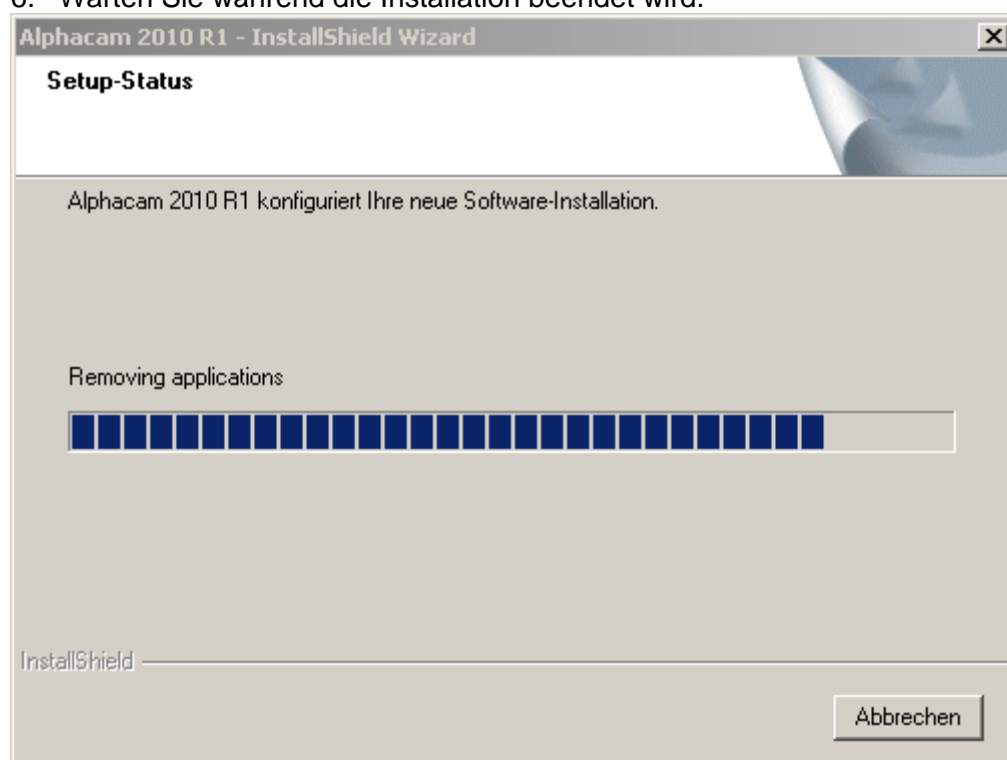 6. Warten Sie während die Installation beendet wird.
Alphacam 2010 R1 - InstallShield Wizard
Setup-Status
Alphacam 2010 R1 konfiguriert Ihre neue Software-Installation.
Removing applications
InstallShield
Abbrechen